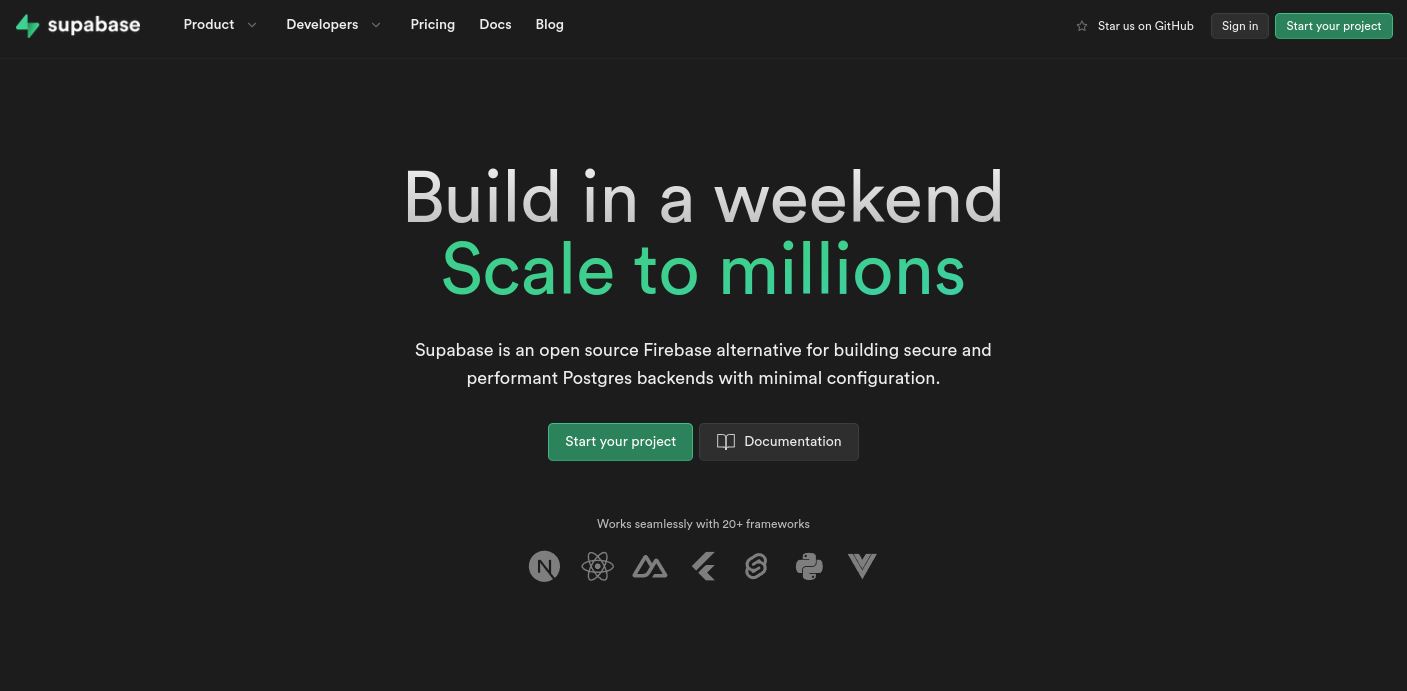 supabase
Product
Developers
Pricing
Docs
Blog
Star us on GitHub
Sign in
Start your project
Build in a weekend
Scale to millions
Supabase is an open source Firebase alternative for building secure and
performant Postgres backends with minimal configuration.
Start your project
Documentation
Works seamlessly with 20+ frameworks
N